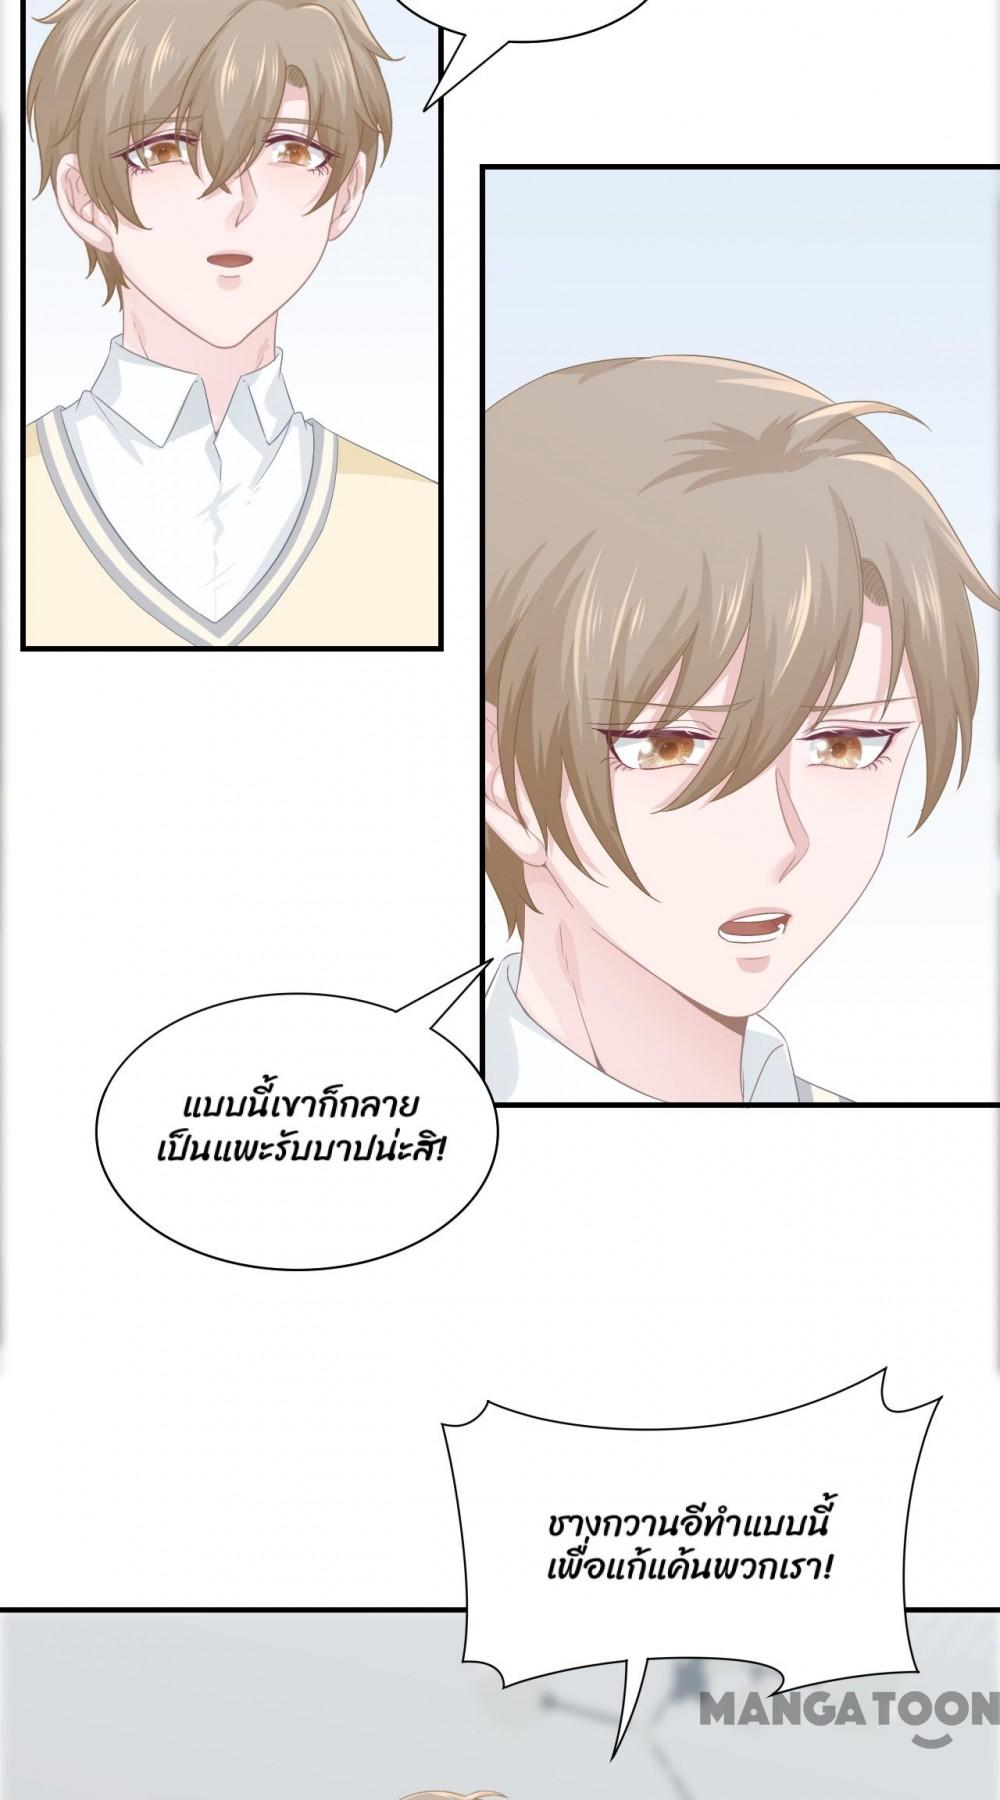 แบบนี้เขาก็กลาย
เป็นแพะรับบาปน่ะสิ!
ชางกวานอีทำแบบนี้
เพื่อแก้แค้นพวกเรา!
MANGATOON